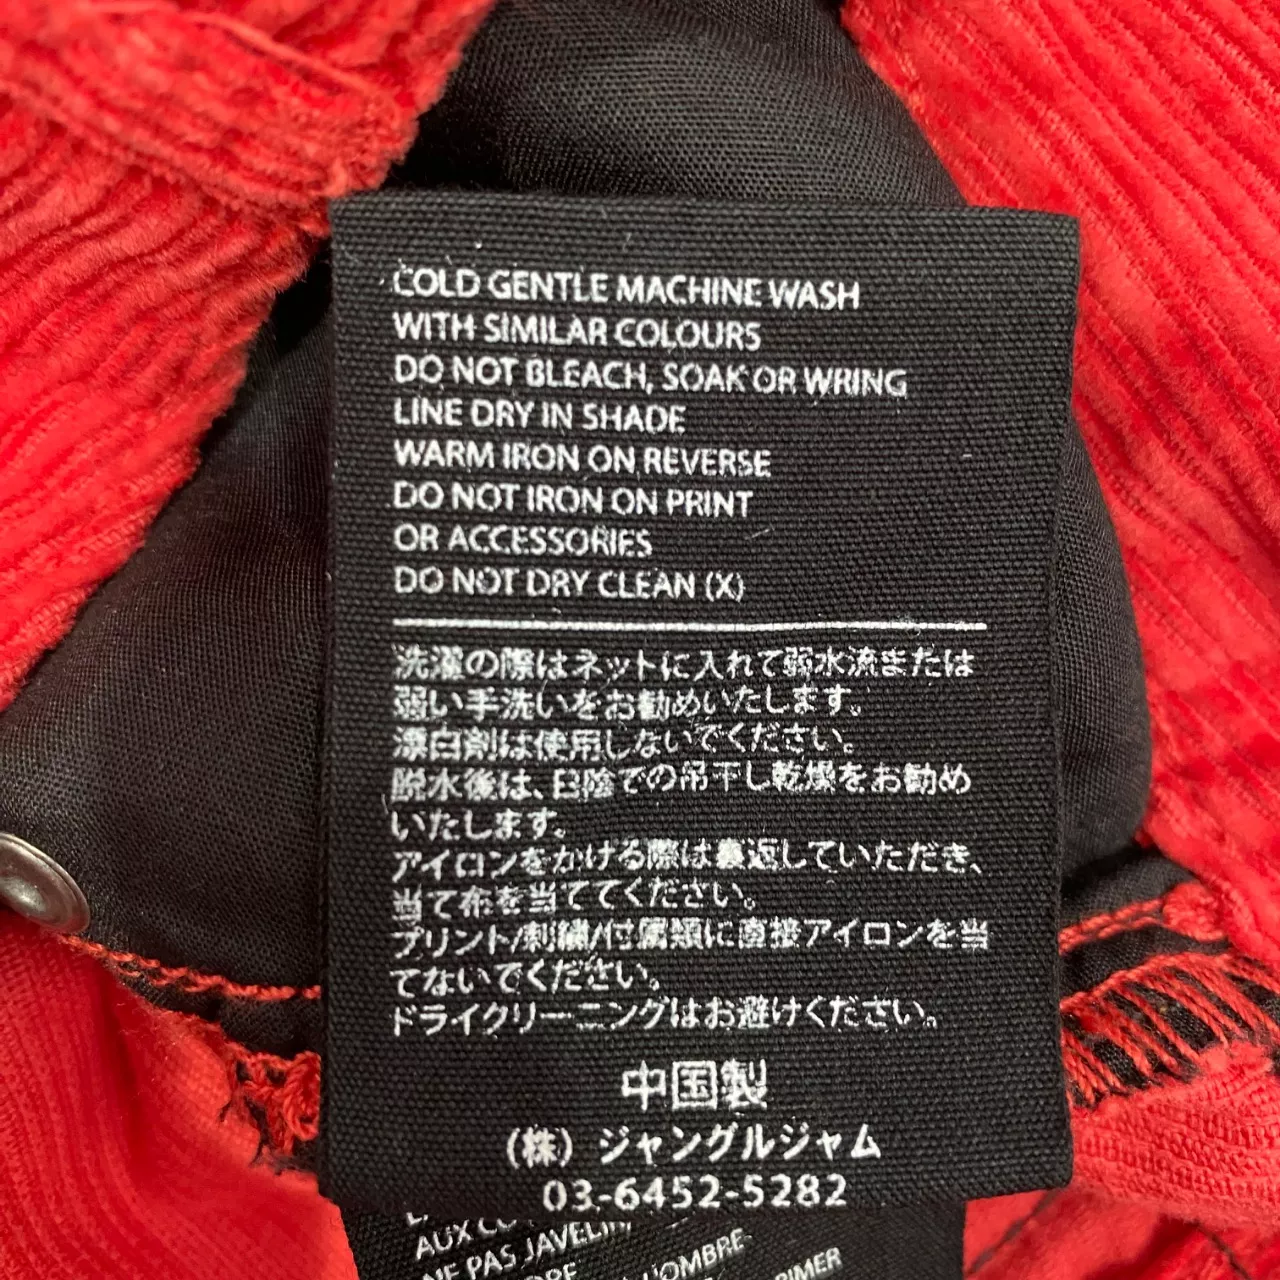 COLD GENTLE MACHINE WASH
WITH SIMILAR COLOURS
DO NOT BLEACH, SOAK OR WRING
LINE DRY IN SHADE
WARM IRON ON REVERSE
DO NOT IRON ON PRINT
OR ACCESSORIES
DO NOT DRY CLEAN (X)
洗濯の際はネットに入れて弱水流または
弱い手洗いをお勧めいたします。
漂白剤は使用しないでください。
脱水後は、日陰での吊干し乾燥をお勧め
いたします。
アイロンをかける際は裏返していただき、
当て布を当ててください。
プリント/刺繍/付属類に直接アイロンを当
てないでください。
ドライクリーニングはお避けください。
中国製
(株) ジャングルジャム
03-6452-5282
AUX
NE PAS JAVELI
L'OMBRE